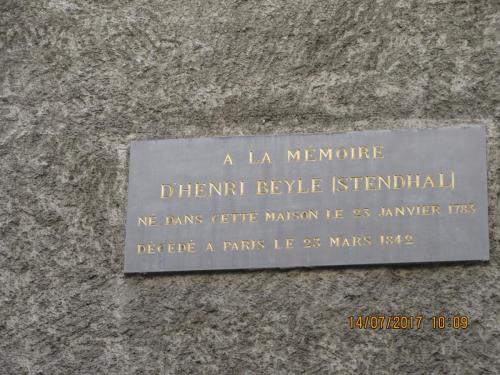 A LA MÉMOIRE
D'HENRI BEYLE (STENDHAL)
NÉ DANS CETTE MAISON LE 23 JANVIER 1783
DÉCÉDÉ A PARIS LE 23 MARS 1842
14/07/2017 10:09